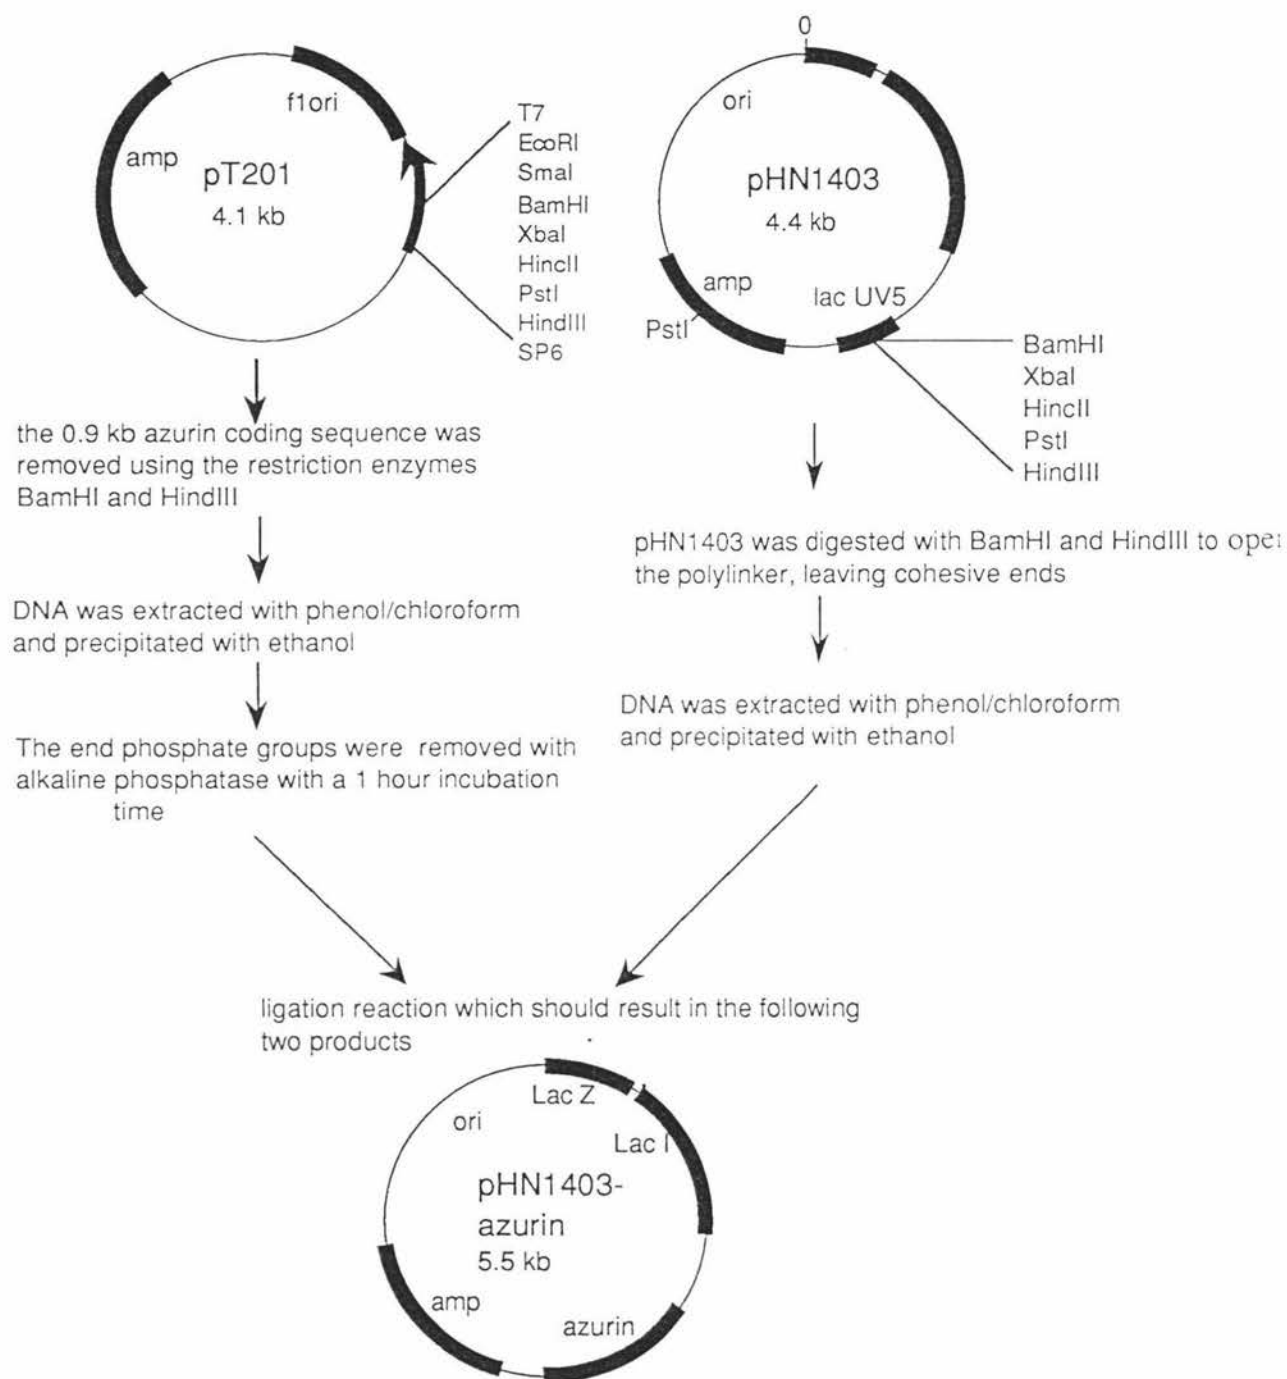 f1ori
amp
pT201
4.1 kb
T7
EcoRI
SmaI
BamHI
XbaI
HincII
PstI
HindIII
SP6
0
ori
pHN1403
4.4 kb
amp
lac UV5
PstI
BamHI
XbaI
HincII
PstI
HindIII
the 0.9 kb azurin coding sequence was
removed using the restriction enzymes
BamHI and HindIII
DNA was extracted with phenol/chloroform
and precipitated with ethanol
The end phosphate groups were removed with
alkaline phosphatase with a 1 hour incubation
time
pHN1403 was digested with BamHI and HindIII to
the polylinker, leaving cohesive ends
DNA was extracted with phenol/chloroform
and precipitated with ethanol
ligation reaction which should result in the following
two products
Lac Z
ori
Lac I
pHN1403-
azurin
5.5 kb
amp
azurin